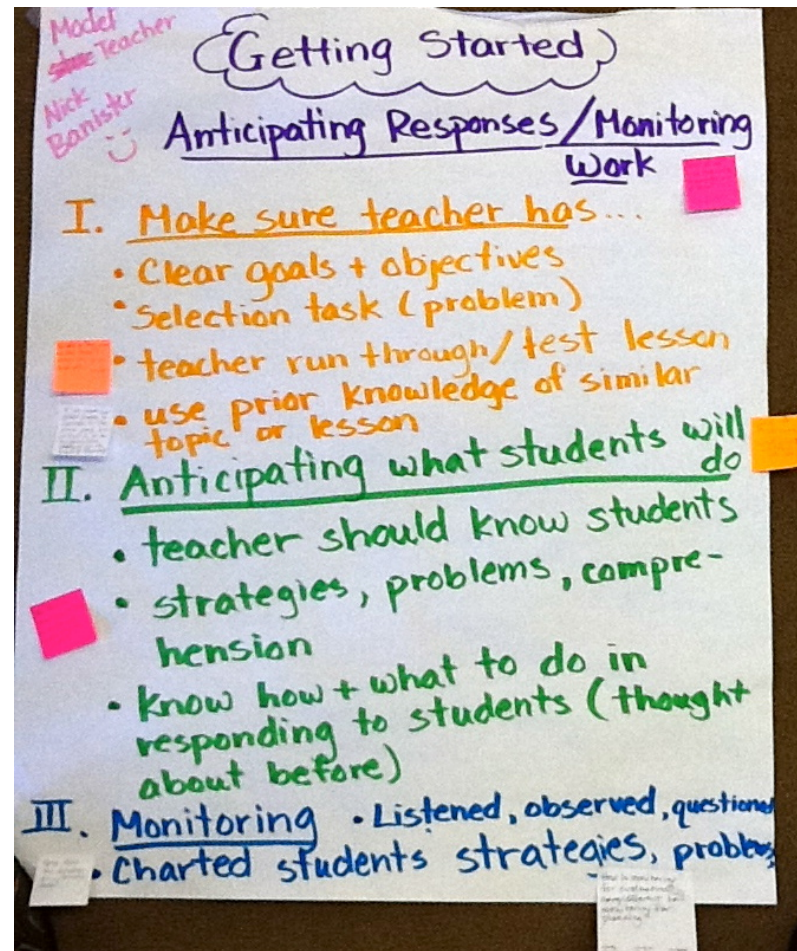 Model
Teacher
Nick
Banister
Getting Started
Anticipating Responses/Monitoring
Work
I. Make sure teacher has...
• Clear goals + objectives
• Selection task (problem)
• teacher run through/test lesson
• use prior knowledge of similar
topic or lesson
II. Anticipating what students will
do
• teacher should know students
• strategies, problems, compre-
hension
• know how + what to do in
responding to students (thought
about before)
III. Monitoring • Listened, observed, questioned
• Charted students strategies, problems